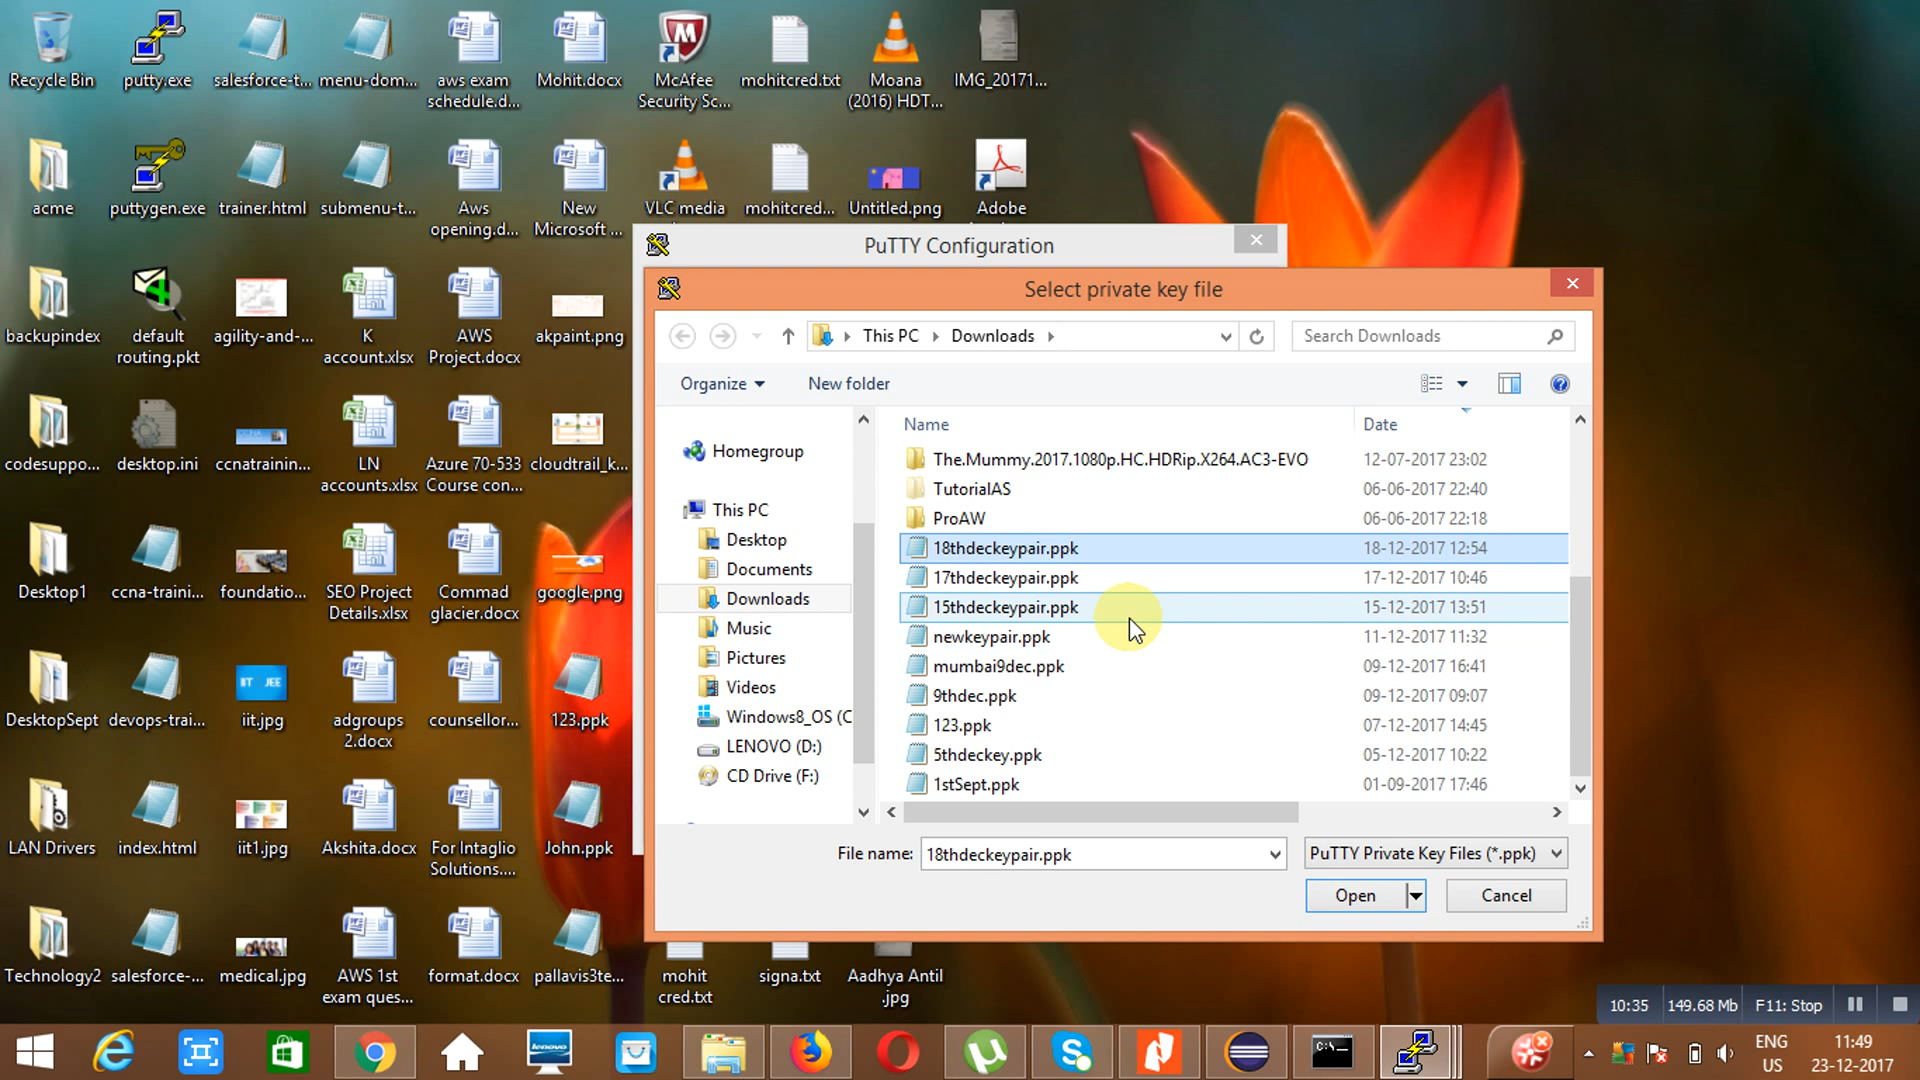 Recycle Bin
putty.exe
salesforce-t...
menu-dom...
aws exam
schedule.d...
Mohit.docx
McAfee
Security Sc...
mohitcred.txt
Moana
(2016) HDT...
IMG_20171...
acme
puttygen.exe
trainer.html
submenu-t...
Aws
opening.d...
New
Microsoft ...
VLC media
mohitcred...
Untitled.png
Adobe
backupindex
default
routing.pkt
agility-and-...
K
account.xlsx
AWS
Project.docx
akpaint.png
codesuppo...
desktop.ini
ccnatrainin...
LN
accounts.xlsx
Azure 70-533
Course con...
cloudtrail_k...
Desktop1
ccna-traini...
foundatio...
SEO Project
Details.xlsx
Commad
glacier.docx
google.png
DesktopSept
devops-trai...
IIT JEE
iit.jpg
adgroups
2.docx
counsellor...
123.ppk
LAN Drivers
index.html
iit1.jpg
Akshita.docx
For Intaglio
Solutions....
John.ppk
Technology2
salesforce-...
medical.jpg
AWS 1st
exam ques...
format.docx
pallavis3te...
mohit
cred.txt
signa.txt
Aadhya Antil
.jpg
PuTTY Configuration
Select private key file
This PC
Downloads
Search Downloads
Organize
New folder
Homegroup
This PC
Desktop
Documents
Downloads
Music
Pictures
Videos
Windows8_OS (C
LENOVO (D:)
CD Drive (F:)
Name Date
The.Mummy.2017.1080p.HC.HDRip.X264.AC3-EVO 12-07-2017 23:02
TutorialAS 06-06-2017 22:40
ProAW 06-06-2017 22:18
18thdeckeypair.ppk 18-12-2017 12:54
17thdeckeypair.ppk 17-12-2017 10:46
15thdeckeypair.ppk 15-12-2017 13:51
newkeypair.ppk 11-12-2017 11:32
mumbai9dec.ppk 09-12-2017 16:41
9thdec.ppk 09-12-2017 09:07
123.ppk 07-12-2017 14:45
5thdeckey.ppk 05-12-2017 10:22
1stSept.ppk 01-09-2017 17:46
File name: 18thdeckeypair.ppk PuTTY Private Key Files (*.ppk)
Open Cancel
10:35 149.68 Mb F11: Stop
lenovo
C:\_
ENG
US
11:49
23-12-2017